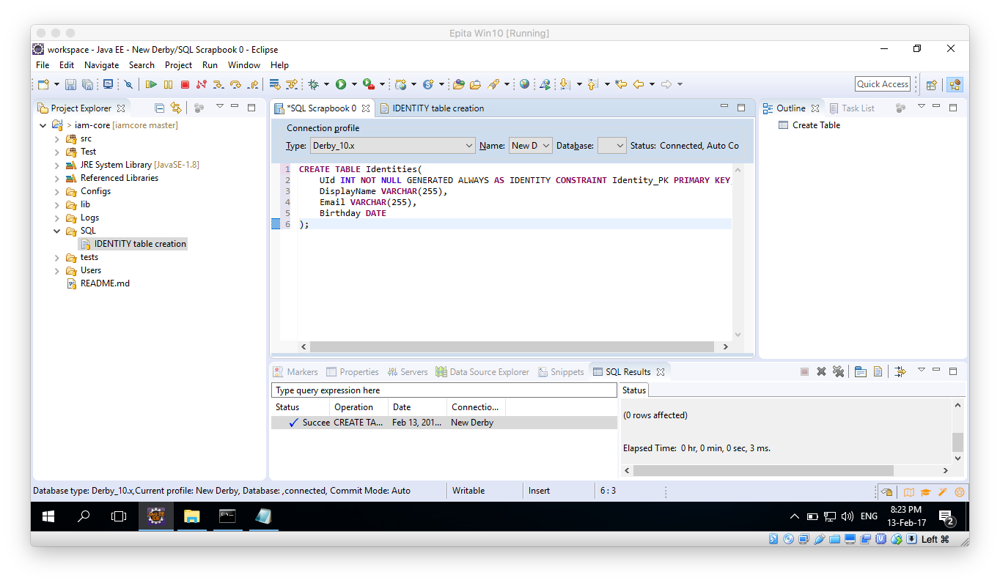 Epita Win10 [Running]
workspace - Java EE - New Derby/SQL Scrapbook 0 - Eclipse
File Edit Navigate Search Project Run Window Help
Quick Access
Project Explorer
*SQL Scrapbook 0
IDENTITY table creation
Outline
Task List
> iam-core [iamcore master]
src
Test
JRE System Library [JavaSE-1.8]
Referenced Libraries
Configs
lib
Logs
SQL
IDENTITY table creation
tests
Users
README.md
Connection profile
Type: Derby_10.x Name: New D Database: Status: Connected, Auto Co
1 CREATE TABLE Identities(
2 UId INT NOT NULL GENERATED ALWAYS AS IDENTITY CONSTRAINT Identity_PK PRIMARY KEY,
3 DisplayName VARCHAR(255),
4 Email VARCHAR(255),
5 Birthday DATE
6 );
Create Table
Markers Properties Servers Data Source Explorer Snippets SQL Results
Type query expression here
Status Operation Date Connectio...
Succee CREATE TA... Feb 13, 201... New Derby
Status
(0 rows affected)
Elapsed Time: 0 hr, 0 min, 0 sec, 3 ms.
Database type: Derby_10.x,Current profile: New Derby, Database: ,connected, Commit Mode: Auto
Writable
Insert
6 : 3
JAVA EE
IDE
ENG
8:23 PM
13-Feb-17
2
Left ⌘